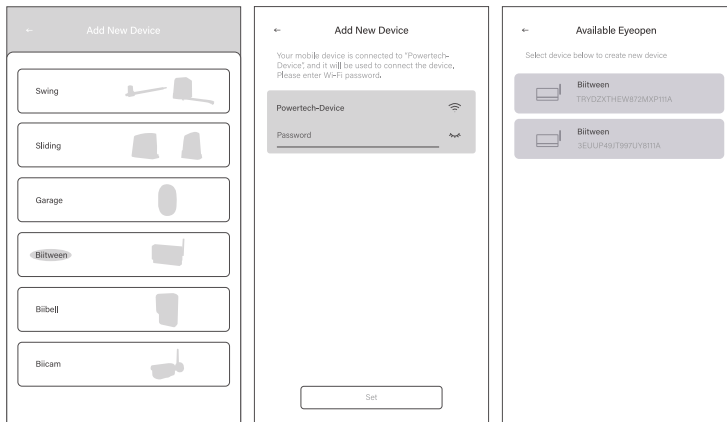 ← Add New Device
Swing
Sliding
Garage
Biitween
Biibell
Biicam
← Add New Device
Your mobile device is connected to "Powertech-
Device", and it will be used to connect the device,
Please enter Wi-Fi password.
Powertech-Device
Password
Set
← Available Eyeopen
Select device below to create new device
Biitween
TRYDZXTHEW872MXP111A
Biitween
3EUUP49/T997UY8111A